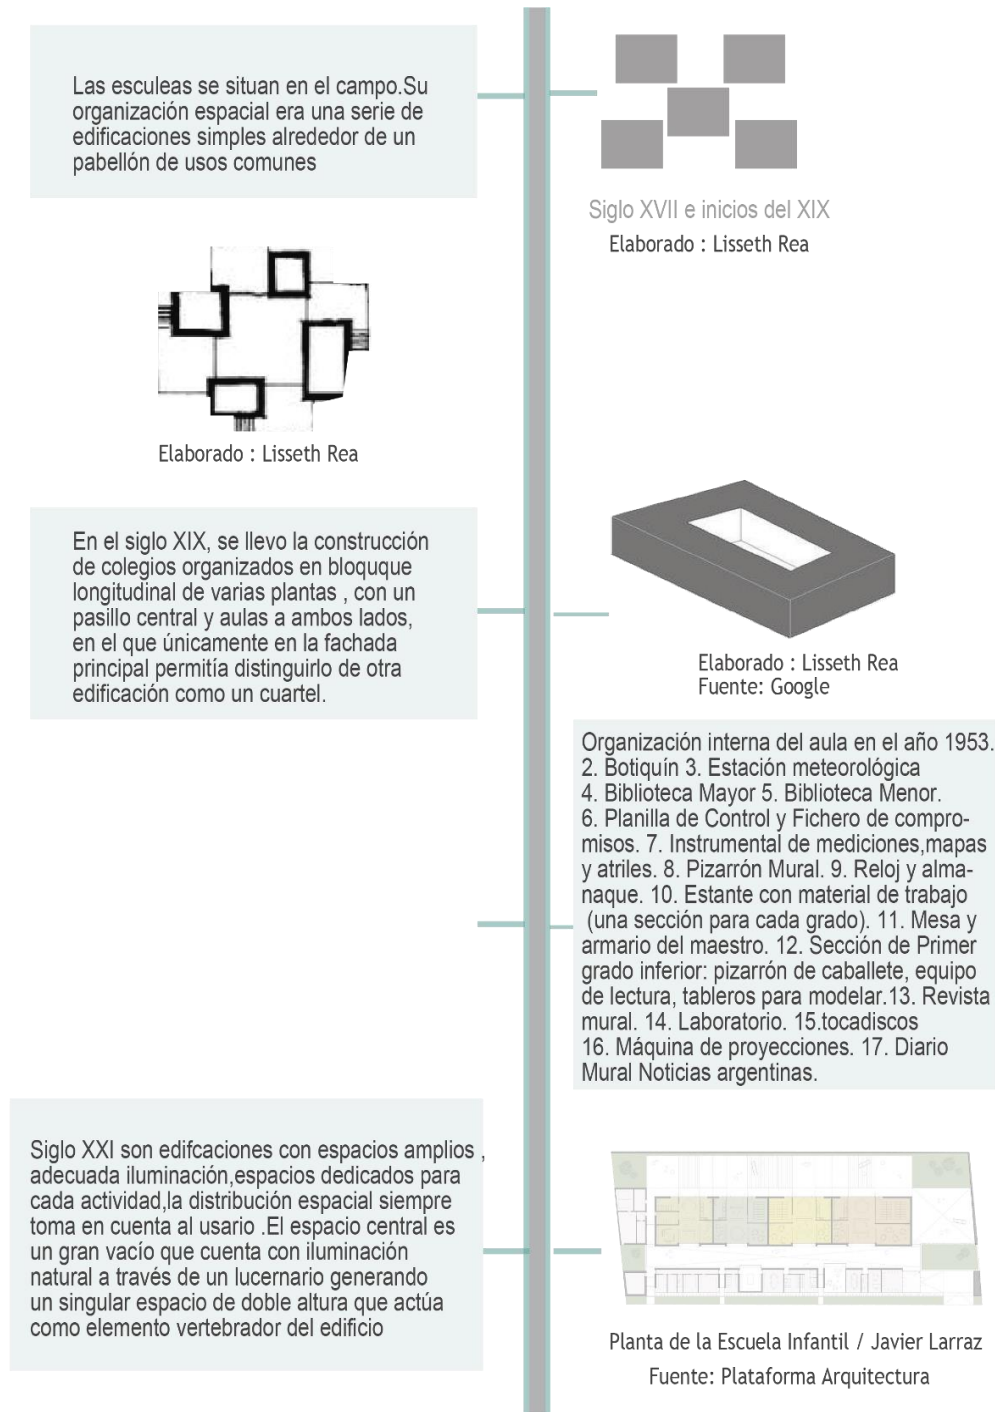 Las esculeas se situan en el campo.Su
organización espacial era una serie de
edificaciones simples alrededor de un
pabellón de usos comunes
Siglo XVII e inicios del XIX
Elaborado : Lisseth Rea
Elaborado : Lisseth Rea
En el siglo XIX, se llevo la construcción
de colegios organizados en bloquque
longitudinal de varias plantas , con un
pasillo central y aulas a ambos lados,
en el que únicamente en la fachada
principal permitía distinguirlo de otra
edificación como un cuartel.
Elaborado : Lisseth Rea
Fuente: Google
Organización interna del aula en el año 1953.
2. Botiquín 3. Estación meteorológica
4. Biblioteca Mayor 5. Biblioteca Menor.
6. Planilla de Control y Fichero de compro-
misos. 7. Instrumental de mediciones,mapas
y atriles. 8. Pizarrón Mural. 9. Reloj y alma-
naque. 10. Estante con material de trabajo
(una sección para cada grado). 11. Mesa y
armario del maestro. 12. Sección de Primer
grado inferior: pizarrón de caballete, equipo
de lectura, tableros para modelar.13. Revista
mural. 14. Laboratorio. 15.tocadiscos
16. Máquina de proyecciones. 17. Diario
Mural Noticias argentinas.
Siglo XXI son edifcaciones con espacios amplios ,
adecuada iluminación,espacios dedicados para
cada actividad,la distribución espacial siempre
toma en cuenta al usario .El espacio central es
un gran vacío que cuenta con iluminación
natural a través de un lucernario generando
un singular espacio de doble altura que actúa
como elemento vertebrador del edificio
Planta de la Escuela Infantil / Javier Larraz
Fuente: Plataforma Arquitectura